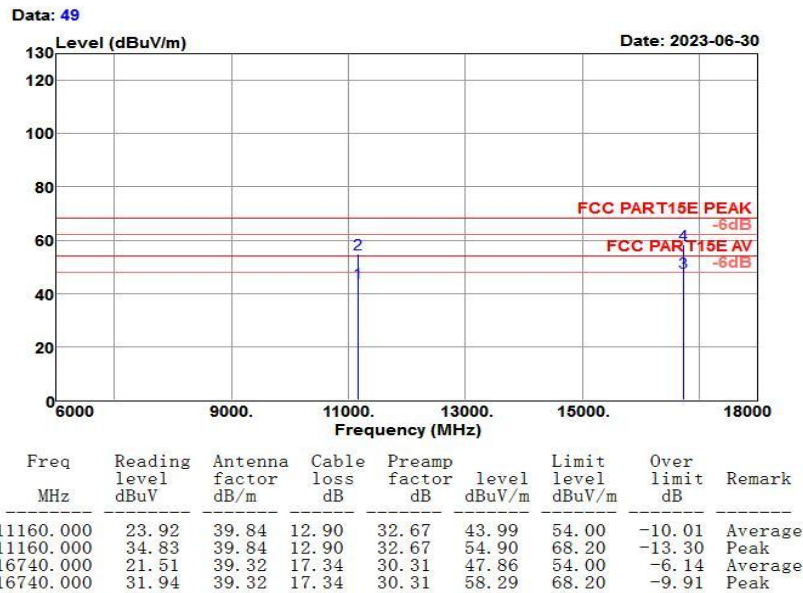 Data: 49
Level (dBuV/m) Date: 2023-06-30
130
120
100
80
FCC PART15E PEAK
-6dB
4
60
2
FCC PART15E AV
-6dB
3
1
40
20
0
6000 9000. 11000. 13000. 15000. 18000
Frequency (MHz)
Freq Reading Antenna Cable Preamp Limit Over
level factor loss factor level level limit Remark
MHz dBuV dB/m dB dB dBuV/m dBuV/m dB
11160.000 23.92 39.84 12.90 32.67 43.99 54.00 -10.01 Average
11160.000 34.83 39.84 12.90 32.67 54.90 68.20 -13.30 Peak
16740.000 21.51 39.32 17.34 30.31 47.86 54.00 -6.14 Average
16740.000 31.94 39.32 17.34 30.31 58.29 68.20 -9.91 Peak